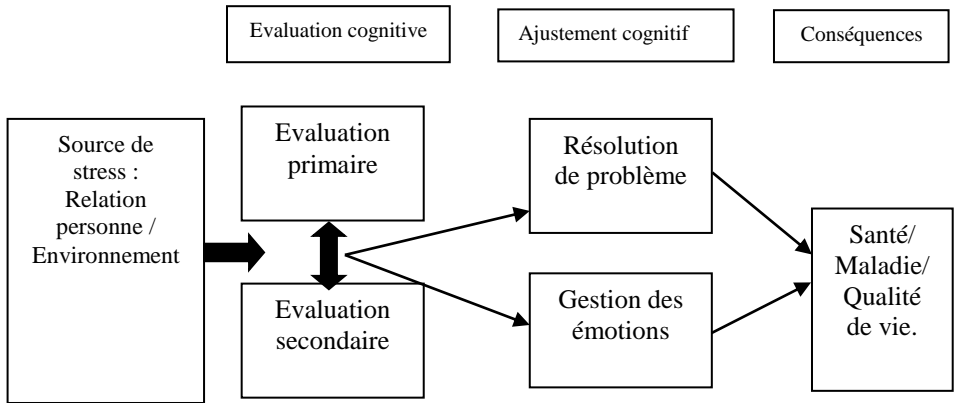 Evaluation cognitive
Ajustement cognitif
Conséquences
Source de
stress :
Relation
personne /
Environnement
Evaluation
primaire
Evaluation
secondaire
Résolution
de problème
Gestion des
émotions
Santé/
Maladie/
Qualité
de vie.